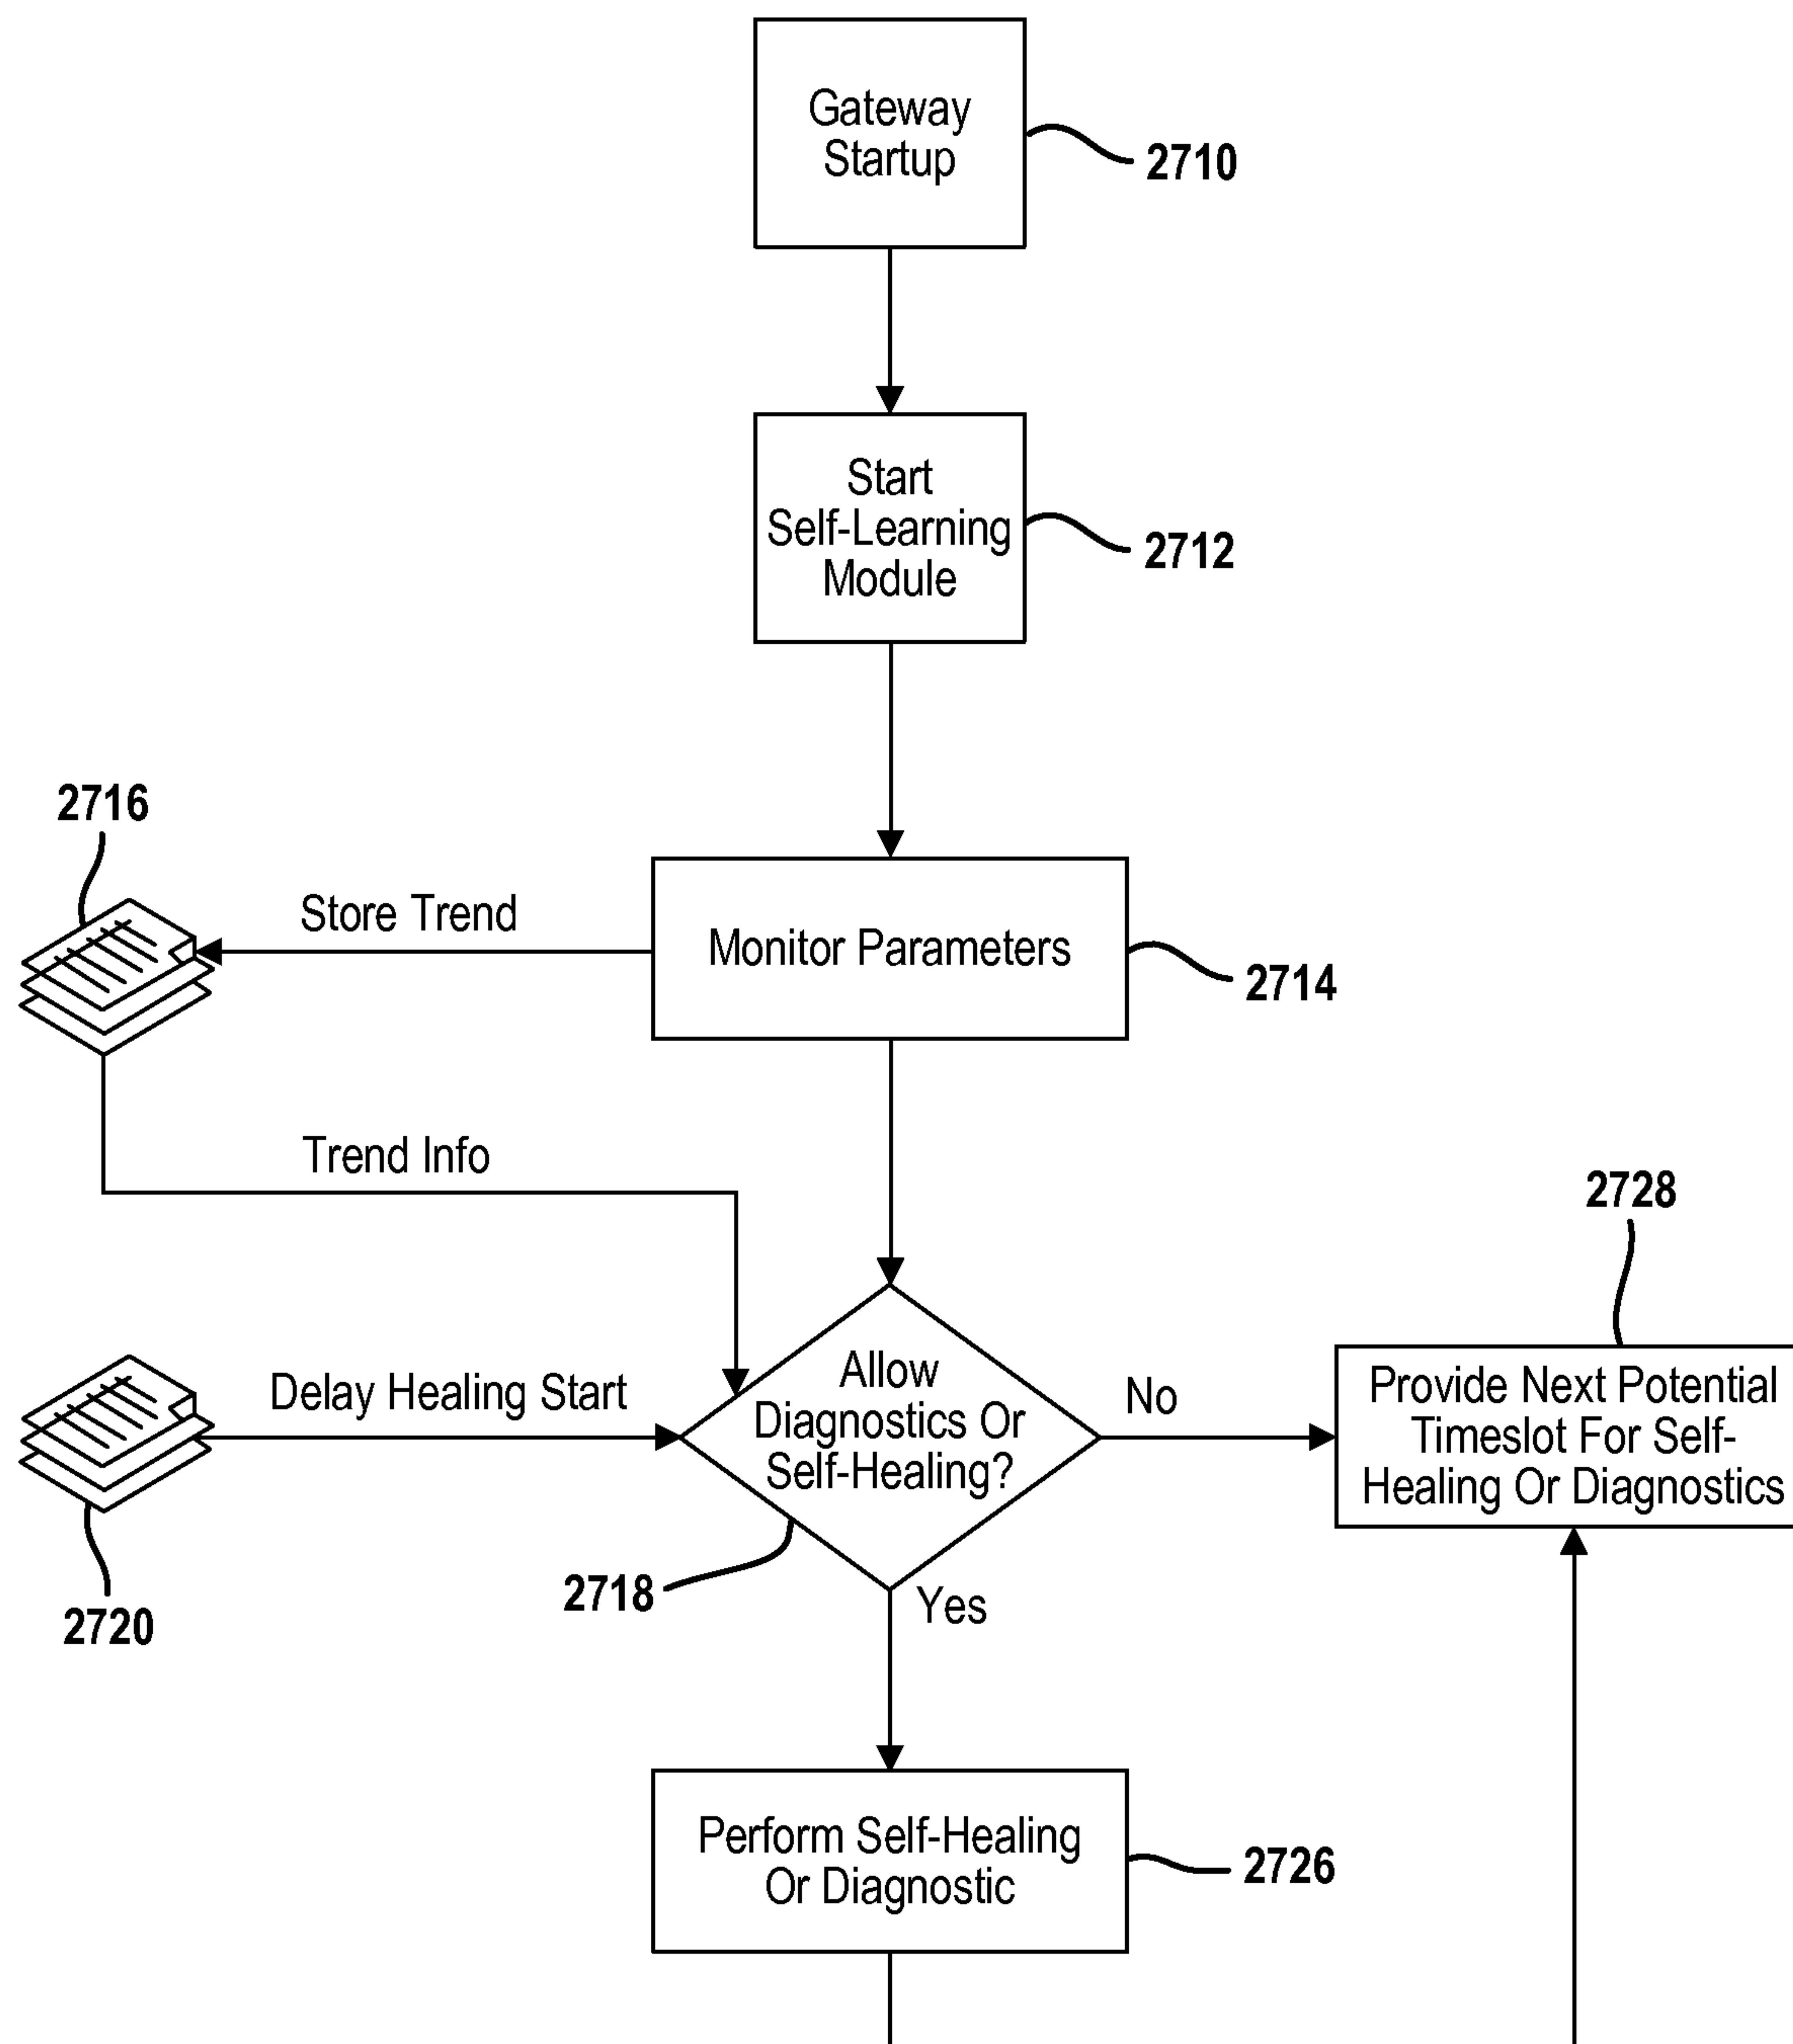 Gateway
Startup
2710
Start
Self-Learning
Module
2712
2716
Store Trend
Monitor Parameters
2714
Trend Info
2728
Delay Healing Start
Allow
Diagnostics Or
Self-Healing?
No
Provide Next Potential
Timeslot For Self-
Healing Or Diagnostics
2718
Yes
2720
Perform Self-Healing
Or Diagnostic
2726